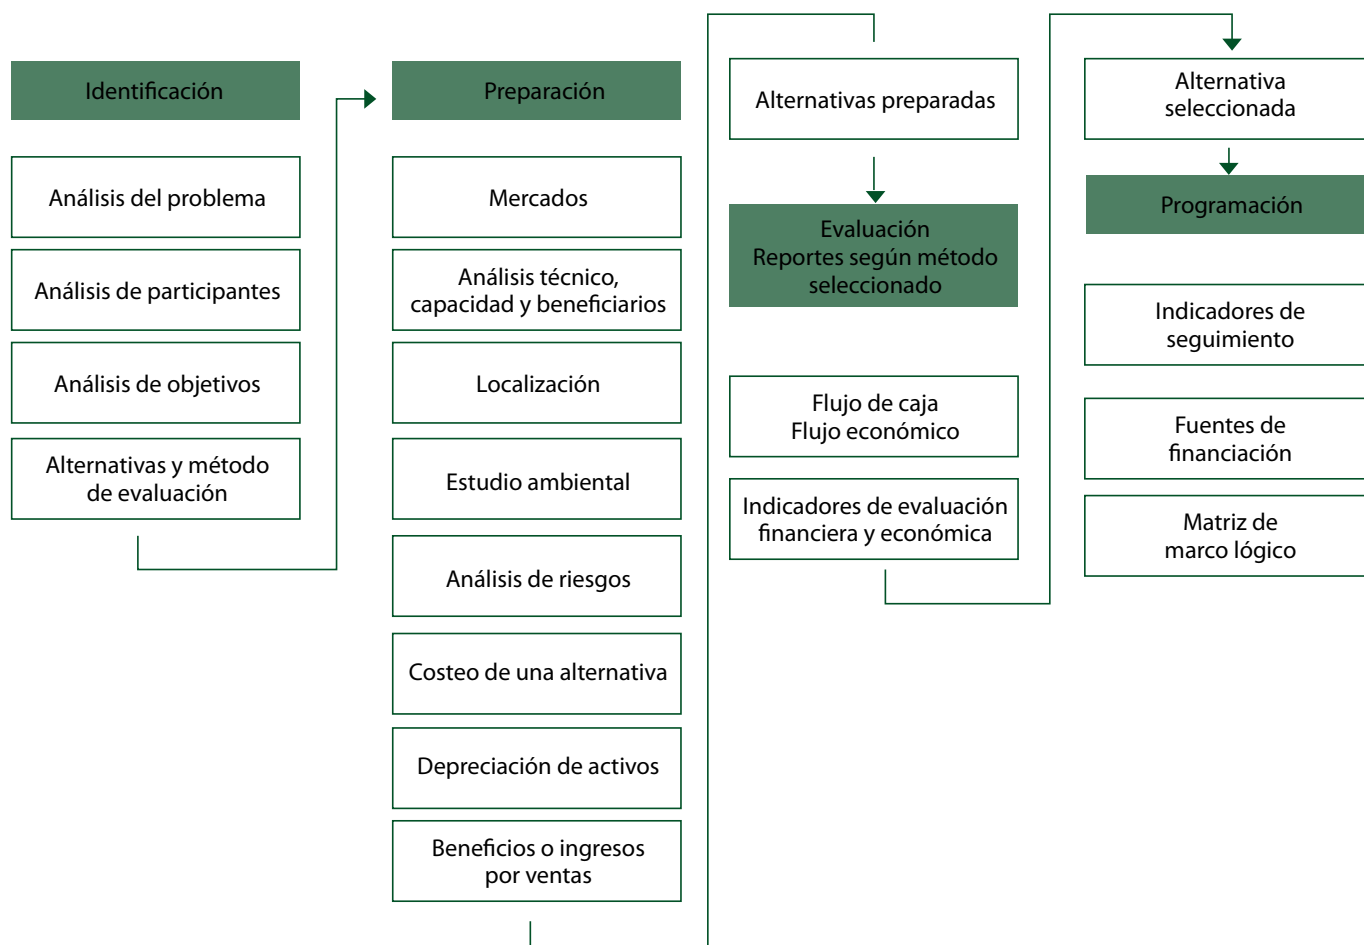 Identificación
Análisis del problema
Análisis de participantes
Análisis de objetivos
Alternativas y método
de evaluación
Preparación
Mercados
Análisis técnico,
capacidad y beneficiarios
Localización
Estudio ambiental
Análisis de riesgos
Costeo de una alternativa
Depreciación de activos
Beneficios o ingresos
por ventas
Alternativas preparadas
Evaluación
Reportes según método
seleccionado
Flujo de caja
Flujo económico
Indicadores de evaluación
financiera y económica
Alternativa
seleccionada
Programación
Indicadores de
seguimiento
Fuentes de
financiación
Matriz de
marco lógico